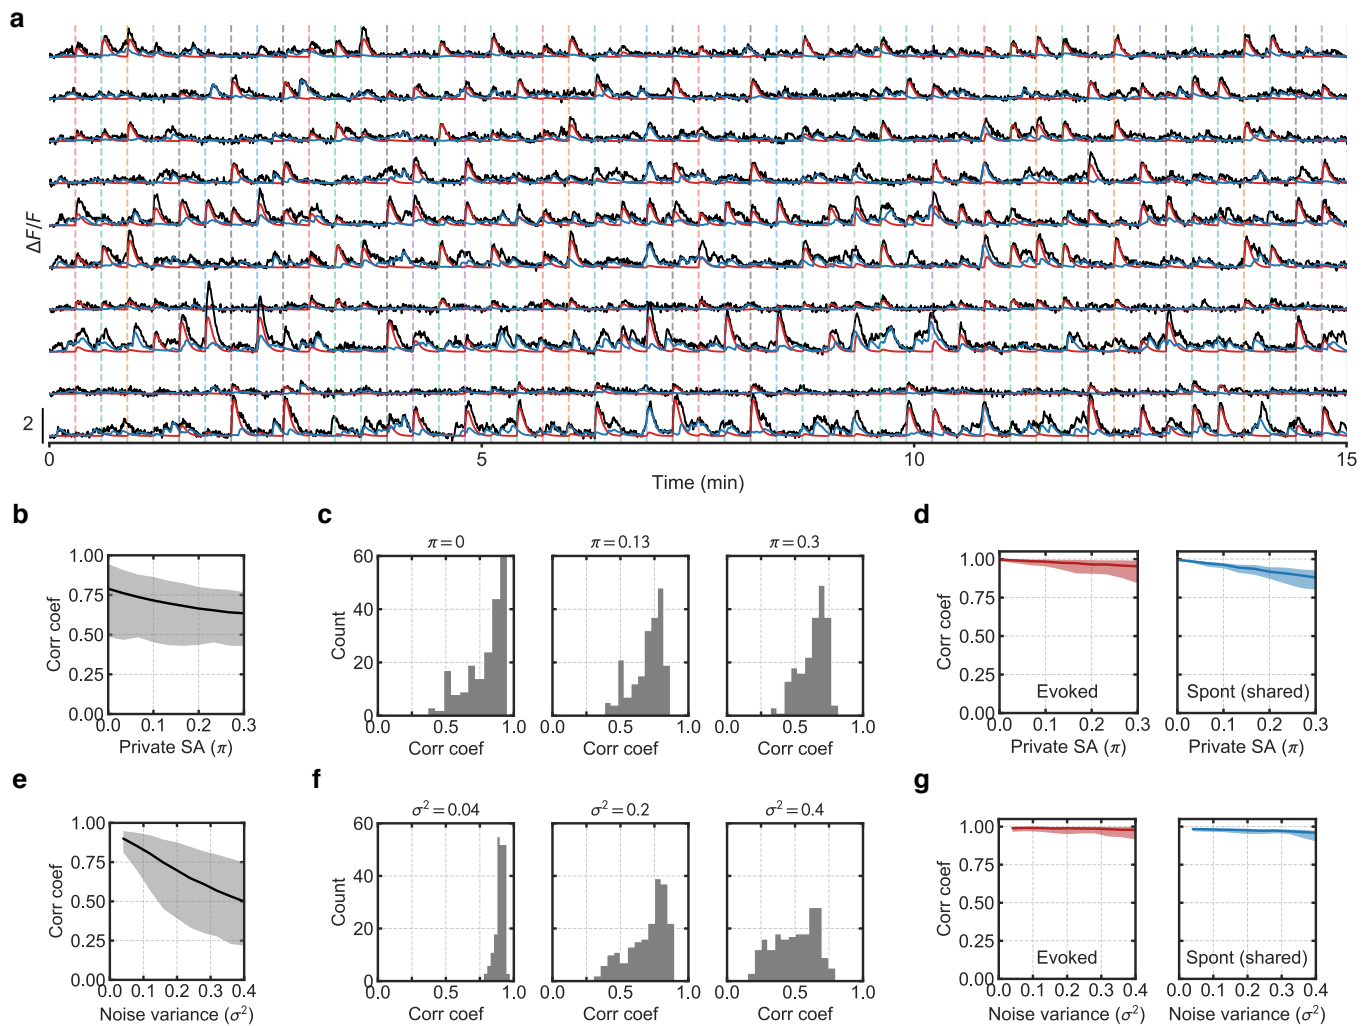 a
ΔF/F
2
0 5 10 15
Time (min)
b
Corr coef
1.00
0.75
0.50
0.25
0.00
0.0 0.1 0.2 0.3
Private SA (π)
c
π = 0 π = 0.13 π = 0.3
Count
60
40
20
0
0.0 0.5 1.0 0.0 0.5 1.0 0.0 0.5 1.0
Corr coef Corr coef Corr coef
d
Corr coef
1.00
0.75
0.50
0.25
0.00
Evoked Spont (shared)
0.0 0.1 0.2 0.3 0.0 0.1 0.2 0.3
Private SA (π) Private SA (π)
e
Corr coef
1.00
0.75
0.50
0.25
0.00
0.0 0.1 0.2 0.3 0.4
Noise variance (σ²)
f
σ² = 0.04 σ² = 0.2 σ² = 0.4
Count
60
40
20
0
0.0 0.5 1.0 0.0 0.5 1.0 0.0 0.5 1.0
Corr coef Corr coef Corr coef
g
Corr coef
1.00
0.75
0.50
0.25
0.00
Evoked Spont (shared)
0.0 0.1 0.2 0.3 0.4 0.0 0.1 0.2 0.3 0.4
Noise variance (σ²) Noise variance (σ²)